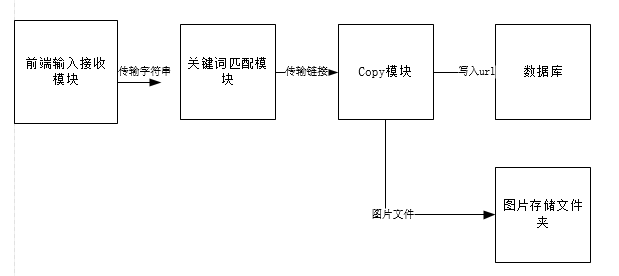 前端输入接收
模块
传输字符串
关键词匹配模
块
传输链接
Copy模块
写入url
数据库
图片文件
图片存储文件
夹